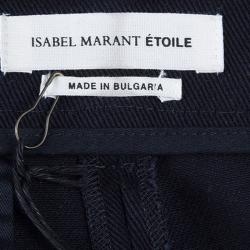 ISABEL MARANT ÉTOILE
MADE IN BULGARIA